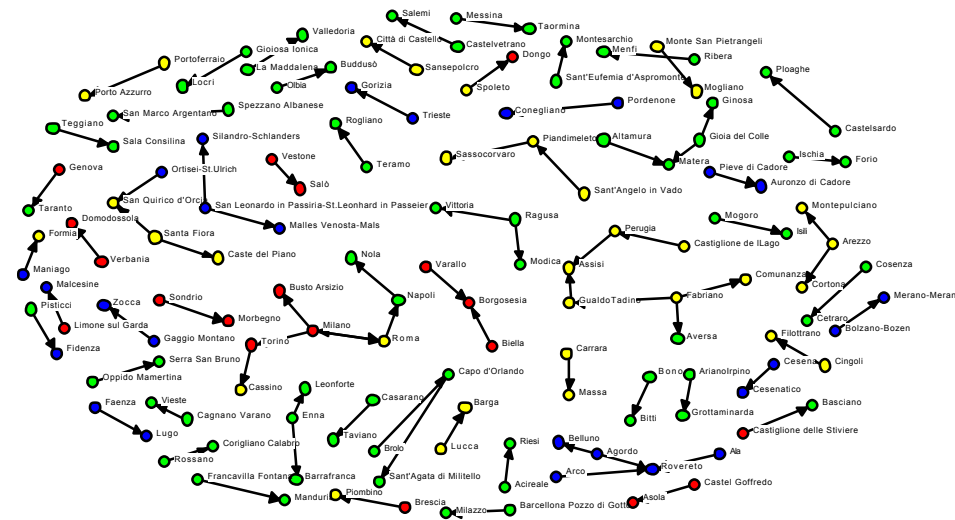 Salemi
Messina
Taormina
Valledoria
Città di Castello
Castelvetrano
Montesarchio
Monte San Pietrangeli
Gioiosa Ionica
Dongo
Menfi
Ribera
Portoferraio
La Maddalena
Buddusò
Sansepolcro
Ploaghe
Sant'Eufemia d'Aspromonte
Porto Azzurro
Locri
Olbia
Gorizia
Spoleto
Mogliano
Spezzano Albanese
Pordenone
Ginosa
San Marco Argentano
Conegliano
Trieste
Teggiano
Rogliano
Castelsardo
Sala Consilina
Silandro-Schlanders
Piandimeleto
Altamura
Gioia del Colle
Vestone
Sassocorvaro
Ischia
Forio
Genova
Ortisei-St.Ulrich
Teramo
Matera
Pieve di Cadore
Salò
Sant'Angelo in Vado
Auronzo di Cadore
San Quirico d'Orcia
Taranto
San Leonardo in Passiria-St.Leonhard in Passeier
Vittoria
Montepulciano
Domodossola
Ragusa
Mogoro
Malles Venosta-Mals
Perugia
Isili
Formia
Santa Fiora
Castiglione de lLago
Arezzo
Caste del Piano
Nola
Verbania
Varallo
Modica
Assisi
Cosenza
Maniago
Comunanza
Malcesine
Busto Arsizio
Cortona
Fabriano
Merano-Meran
Pisticci
Zocca
Sondrio
Napoli
Borgosesia
GualdoTadino
Morbegno
Cetraro
Limone sul Garda
Milano
Bolzano-Bozen
Gaggio Montano
Torino
Roma
Aversa
Filottrano
Fidenza
Biella
Carrara
Serra San Bruno
Cassino
Cesena
Cingoli
Oppido Mamertina
Leonforte
Capo d'Orlando
Bono
ArianoIrpino
Massa
Cesenatico
Faenza
Vieste
Casarano
Barga
Basciano
Cagnano Varano
Enna
Bitti
Grottaminarda
Lugo
Taviano
Castiglione delle Stiviere
Corigliano Calabro
Brolo
Lucca
Riesi
Belluno
Rossano
Agordo
Ala
Francavilla Fontana
Barrafranca
Sant'Agata di Militello
Arco
Rovereto
Acireale
Castel Goffredo
Manduria
Piombino
Brescia
Milazzo
Barcellona Pozzo di Gotto
Asola